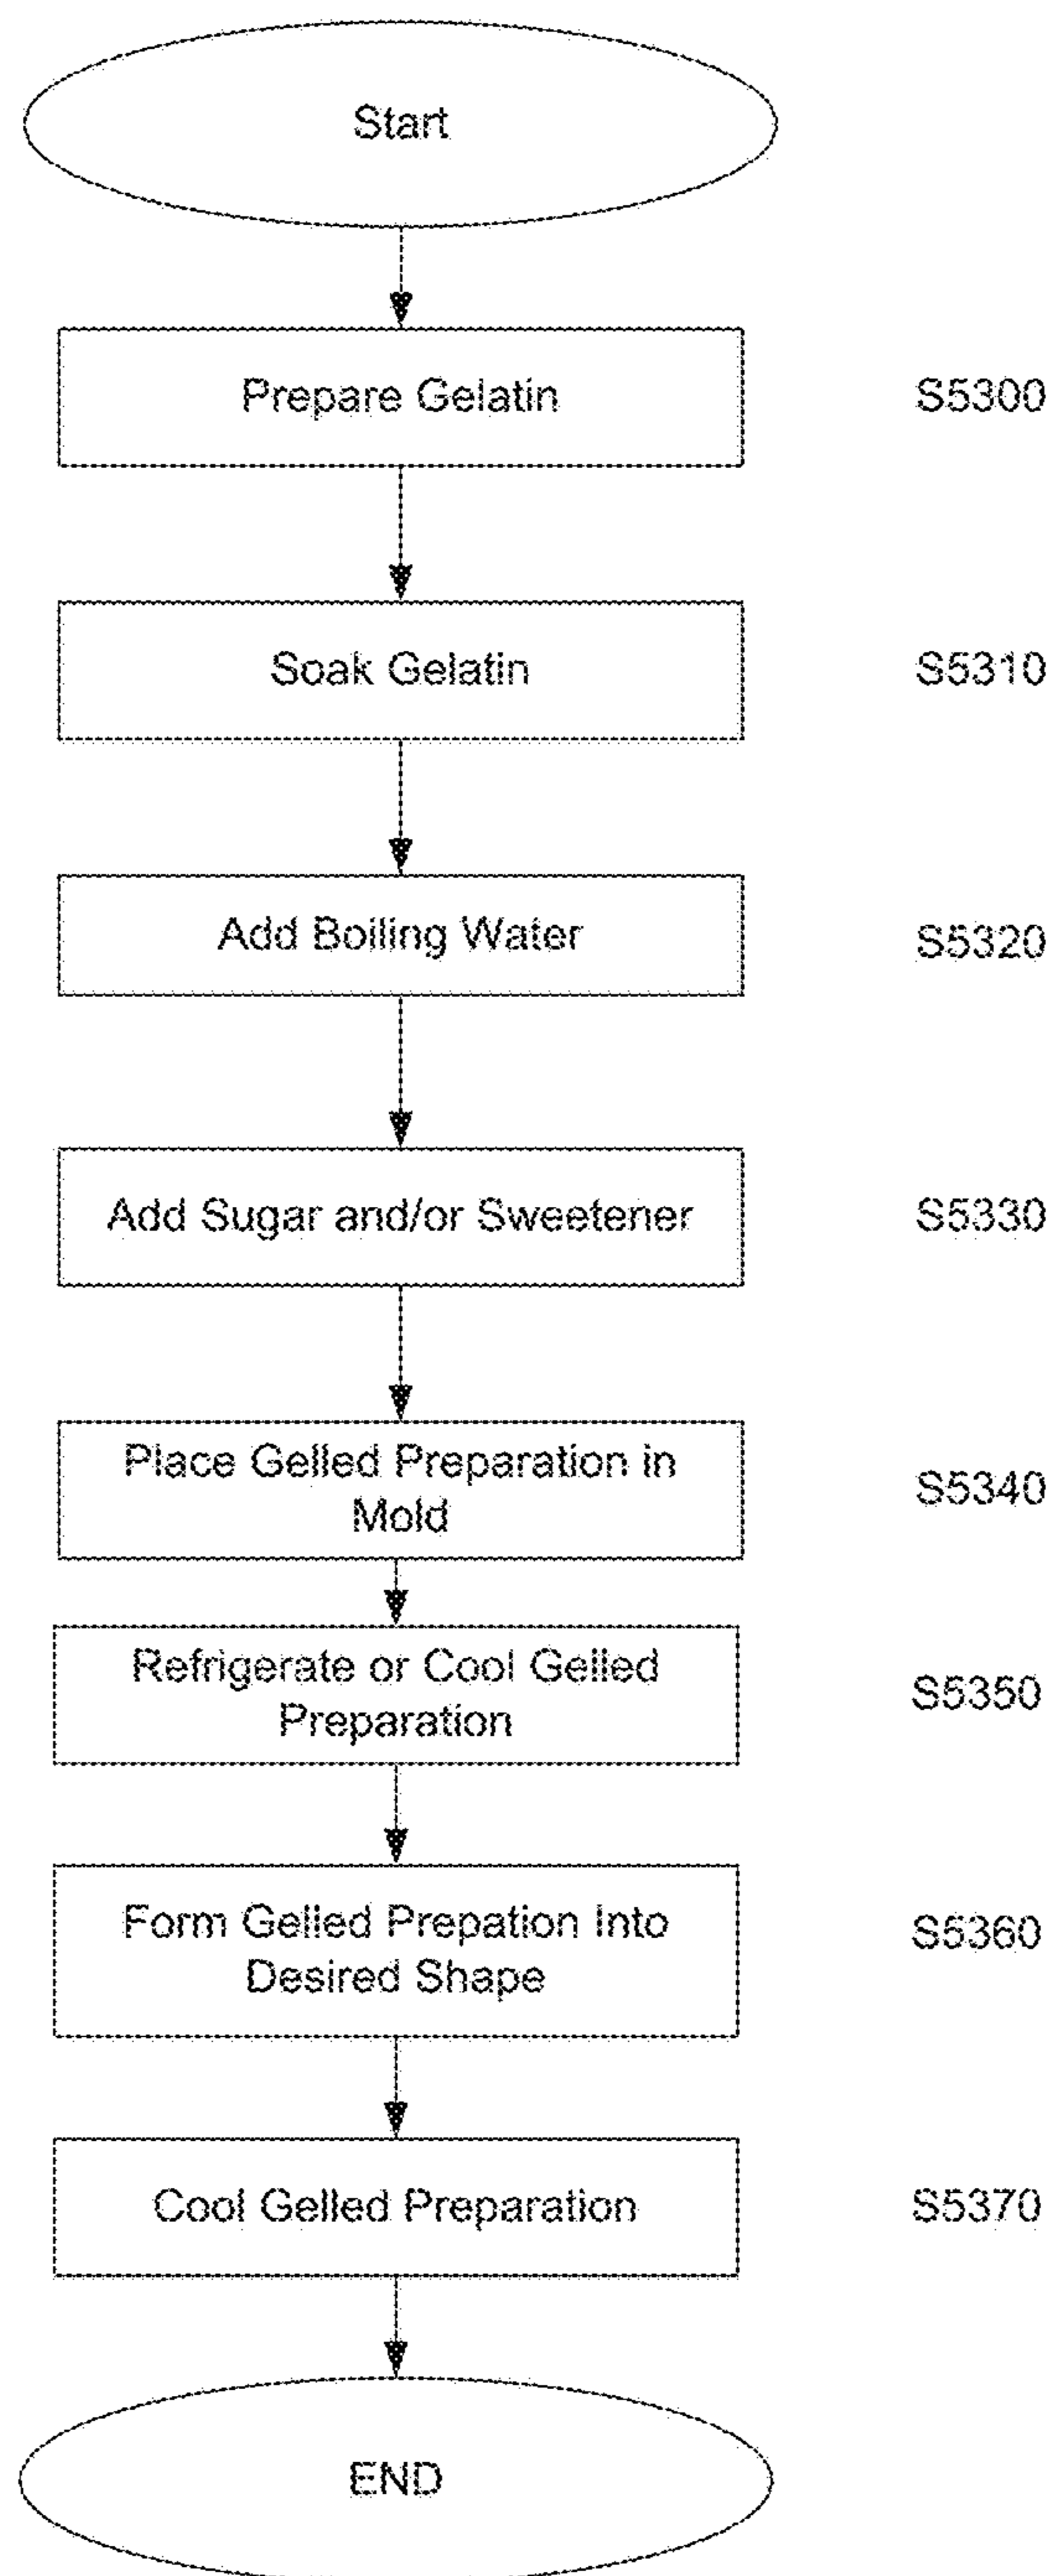 Start
Prepare Gelatin S5300
Soak Gelatin S5310
Add Boiling Water S5320
Add Sugar and/or Sweetener S5330
Place Gelled Preparation in
Mold S5340
Refrigerate or Cool Gelled
Preparation S5350
Form Gelled Prepation Into
Desired Shape S5360
Cool Gelled Preparation S5370
END